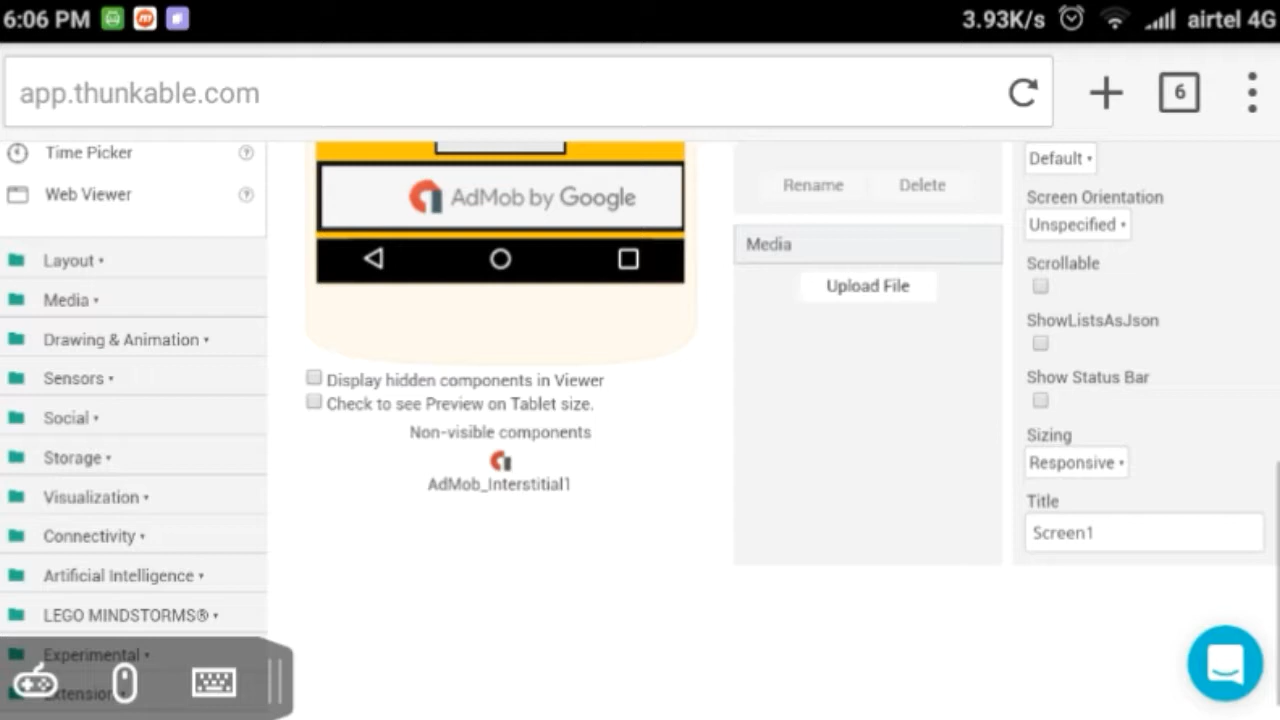 6:06 PM
3.93K/s
airtel 4G
app.thunkable.com
6
Time Picker
Web Viewer
Layout
Media
Drawing & Animation
Sensors
Social
Storage
Visualization
Connectivity
Artificial Intelligence
LEGO MINDSTORMS®
Experimental
Extension
AdMob by Google
Display hidden components in Viewer
Check to see Preview on Tablet size.
Non-visible components
AdMob_Interstitial1
Rename
Delete
Media
Upload File
Default
Screen Orientation
Unspecified
Scrollable
ShowListsAsJson
Show Status Bar
Sizing
Responsive
Title
Screen1